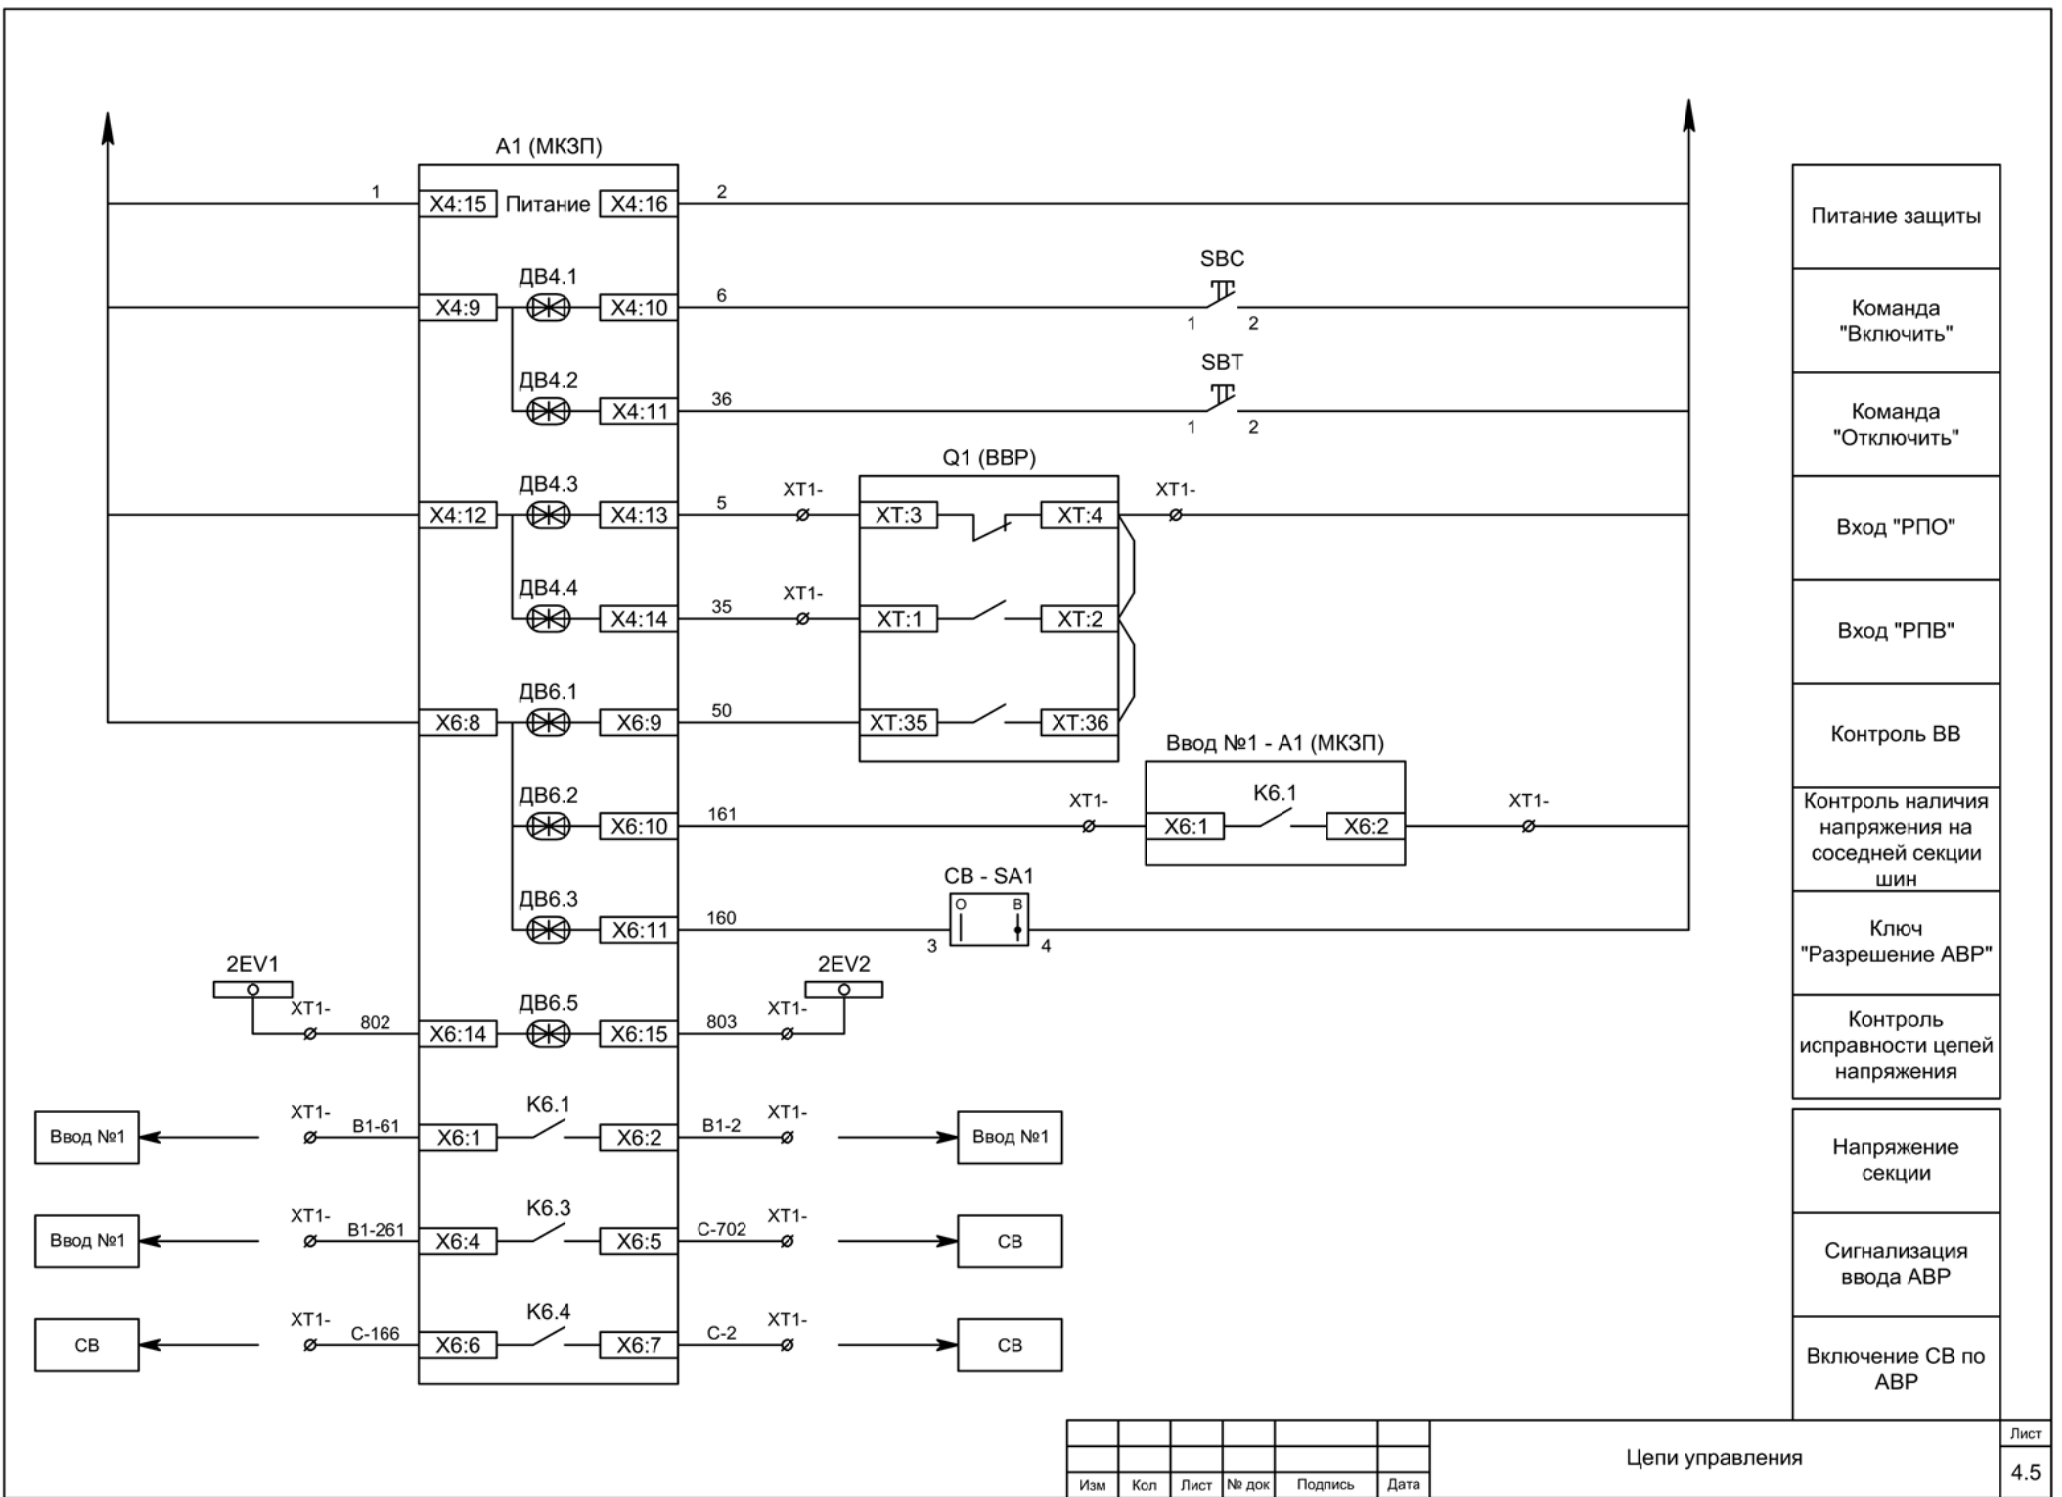 А1 (МКЗП)
1
X4:15
Питание
X4:16
2
Питание защиты
ДВ4.1
SBC
X4:9
X4:10
6
1
2
Команда
"Включить"
ДВ4.2
SBT
X4:11
36
1
2
Команда
"Отключить"
Q1 (ВВР)
ДВ4.3
X4:12
X4:13
5
XT1-
XT:3
XT:4
XT1-
Вход "РПО"
ДВ4.4
X4:14
35
XT1-
XT:1
XT:2
Вход "РПВ"
ДВ6.1
X6:8
X6:9
50
XT:35
XT:36
Контроль ВВ
Ввод №1 - А1 (МКЗП)
ДВ6.2
X6:10
161
XT1-
X6:1
K6.1
X6:2
XT1-
Контроль наличия
напряжения на
соседней секции
шин
СВ - SA1
О
В
ДВ6.3
X6:11
160
3
4
Ключ
"Разрешение АВР"
2EV1
2EV2
ДВ6.5
XT1-
802
X6:14
X6:15
803
XT1-
Контроль
исправности цепей
напряжения
Ввод №1
XT1-
В1-61
X6:1
K6.1
X6:2
В1-2
XT1-
Ввод №1
Напряжение
секции
Ввод №1
XT1-
В1-261
X6:4
K6.3
X6:5
С-702
XT1-
СВ
Сигнализация
ввода АВР
СВ
XT1-
С-166
X6:6
K6.4
X6:7
С-2
XT1-
СВ
Включение СВ по
АВР
Изм
Кол
Лист
№ док
Подпись
Дата
Цепи управления
Лист
4.5